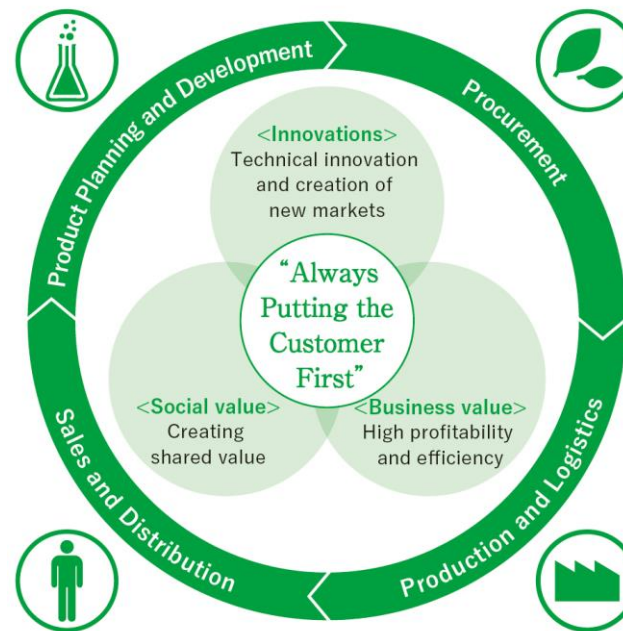 Product Planning and Development
Procurement
<Innovations>
Technical innovation
and creation of
new markets
“Always
Putting the
Customer
First”
<Social value>
Creating
shared value
<Business value>
High profitability
and efficiency
Sales and Distribution
Production and Logistics